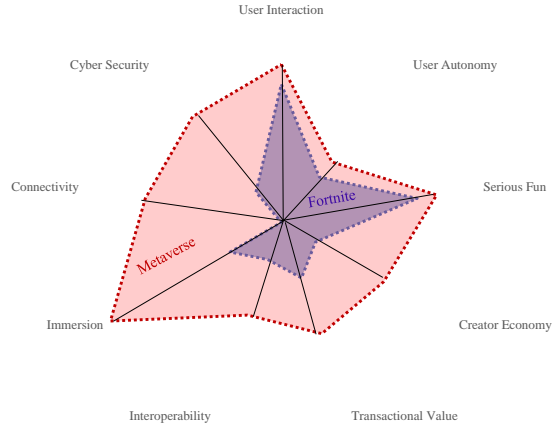 User Interaction
Cyber Security
User Autonomy
Connectivity
Serious Fun
Fortnite
Metaverse
Immersion
Creator Economy
Interoperability
Transactional Value